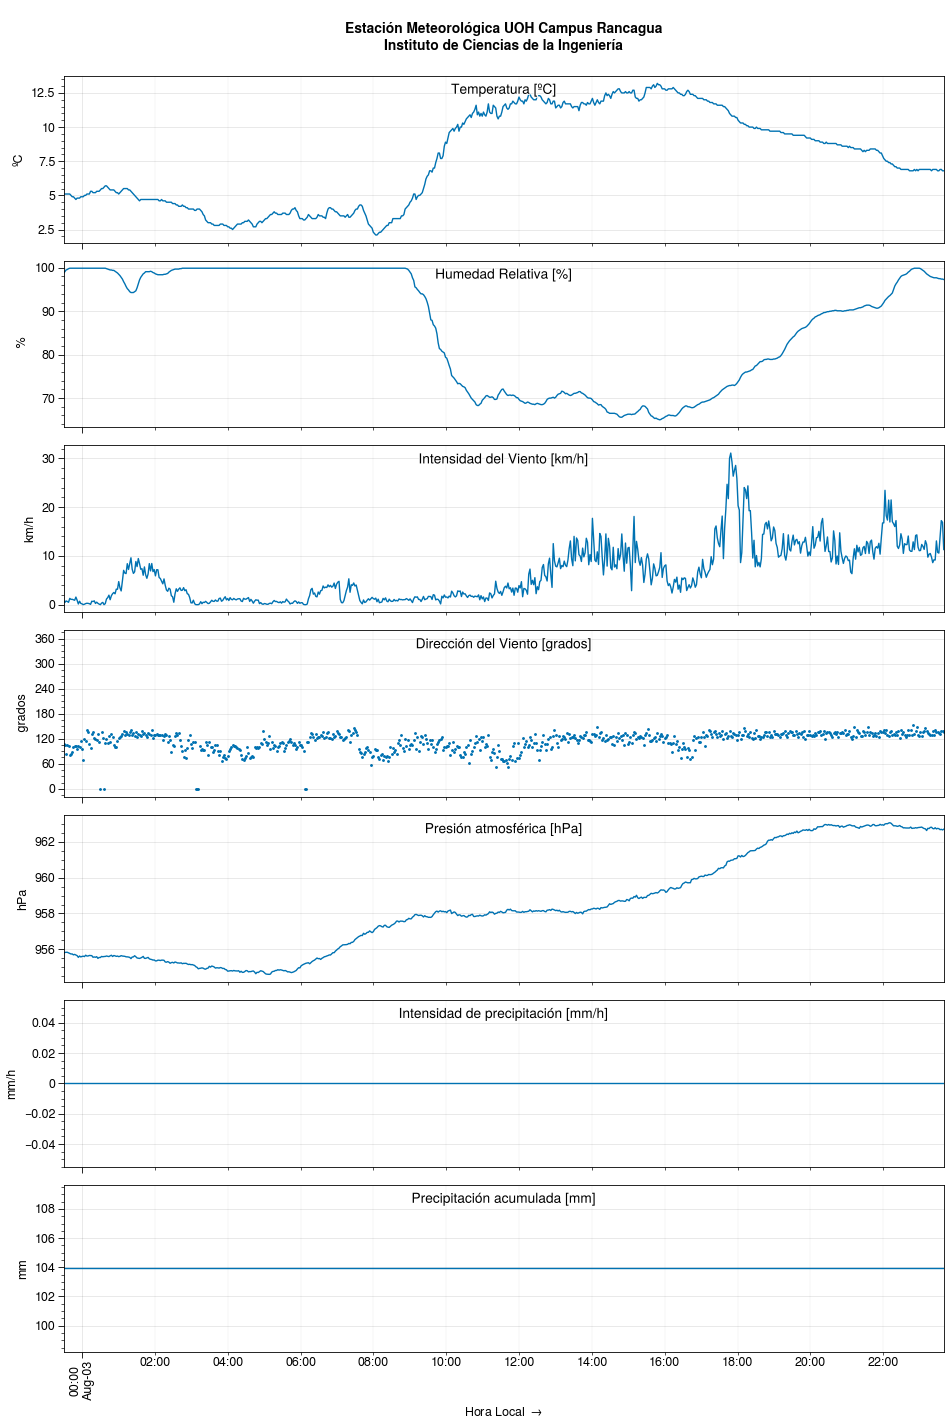 Estación Meteorológica UOH Campus Rancagua
Instituto de Ciencias de la Ingeniería
Temperatura [ºC]
12.5
10
7.5
5
2.5
ºC
Humedad Relativa [%]
100
90
80
70
%
Intensidad del Viento [km/h]
30
20
10
0
km/h
Dirección del Viento [grados]
360
300
240
180
120
60
0
grados
Presión atmosférica [hPa]
962
960
958
956
hPa
Intensidad de precipitación [mm/h]
0.04
0.02
0
−0.02
−0.04
mm/h
Precipitación acumulada [mm]
108
106
104
102
100
mm
00:00
Aug-03
02:00 04:00 06:00 08:00 10:00 12:00 14:00 16:00 18:00 20:00 22:00
Hora Local →